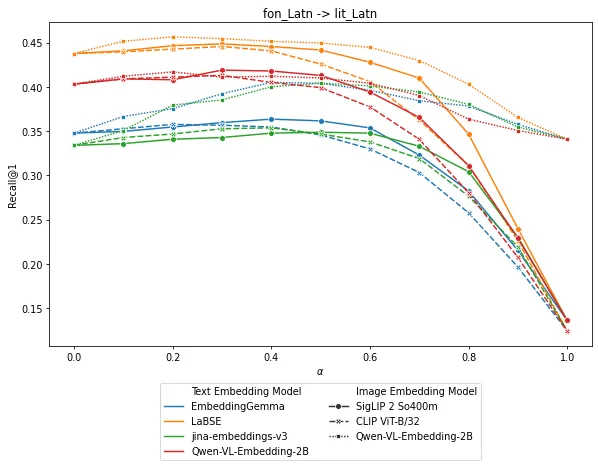 fon_Latn -> lit_Latn
Recall@1
0.45
0.40
0.35
0.30
0.25
0.20
0.15
0.0
0.2
0.4
0.6
0.8
1.0
α
Text Embedding Model
EmbeddingGemma
LaBSE
jina-embeddings-v3
Qwen-VL-Embedding-2B
Image Embedding Model
SigLIP 2 So400m
CLIP ViT-B/32
Qwen-VL-Embedding-2B